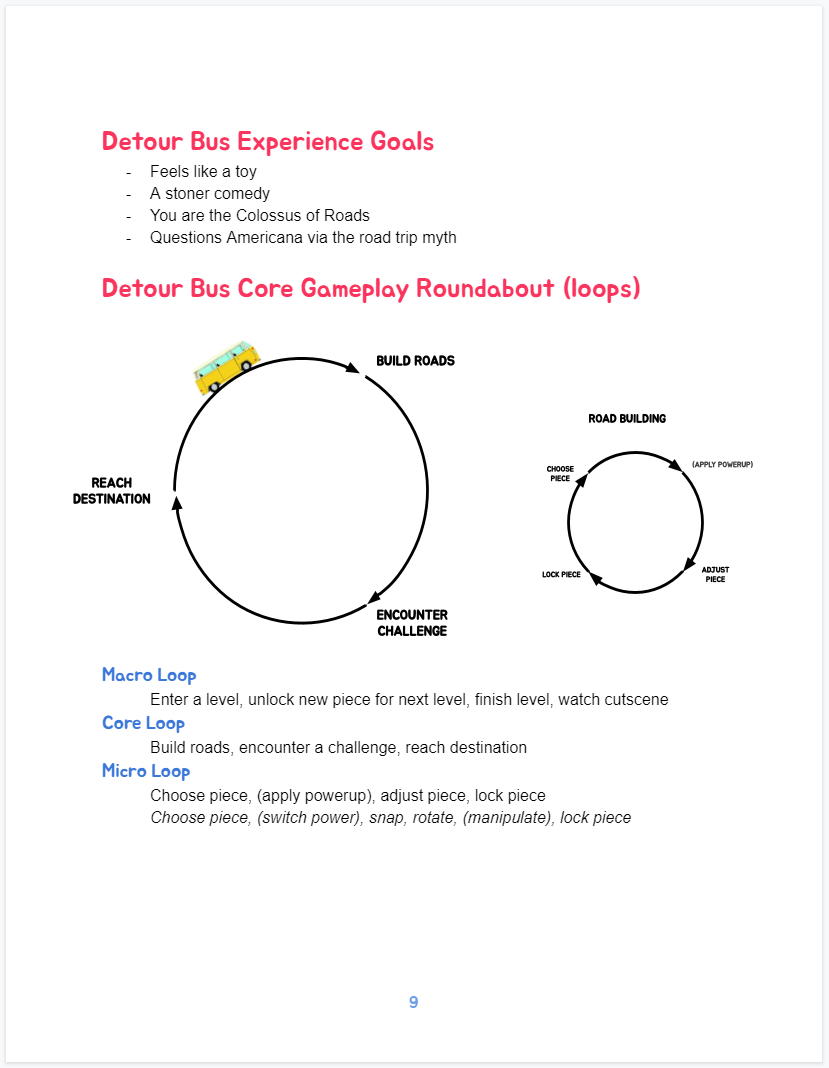 Detour Bus Experience Goals
- Feels like a toy
- A stoner comedy
- You are the Colossus of Roads
- Questions Americana via the road trip myth
Detour Bus Core Gameplay Roundabout (loops)
BUILD ROADS
REACH
DESTINATION
ENCOUNTER
CHALLENGE
ROAD BUILDING
CHOOSE
PIECE
(APPLY POWERUP)
LOCK PIECE
ADJUST
PIECE
Macro Loop
Enter a level, unlock new piece for next level, finish level, watch cutscene
Core Loop
Build roads, encounter a challenge, reach destination
Micro Loop
Choose piece, (apply powerup), adjust piece, lock piece
Choose piece, (switch power), snap, rotate, (manipulate), lock piece
9